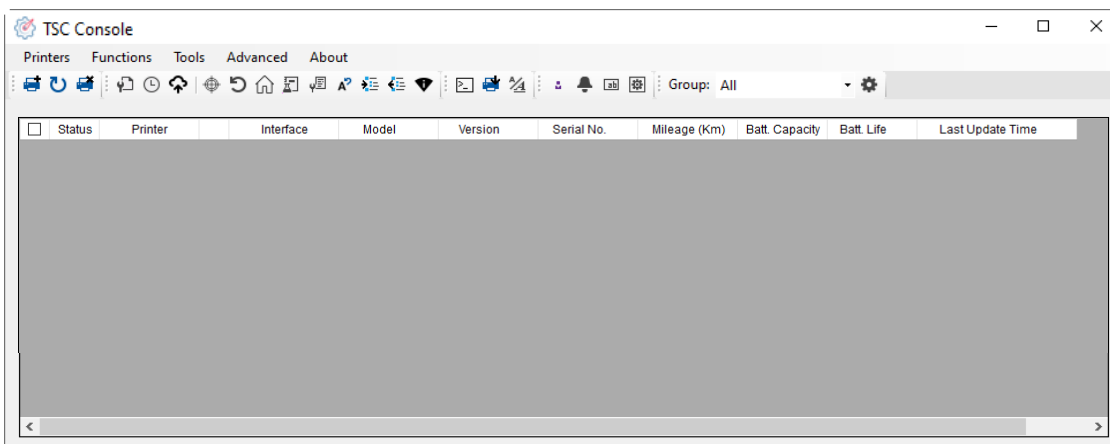 TSC Console
Printers Functions Tools Advanced About
Group: All
Status Printer Interface Model Version Serial No. Mileage (Km) Batt. Capacity Batt. Life Last Update Time